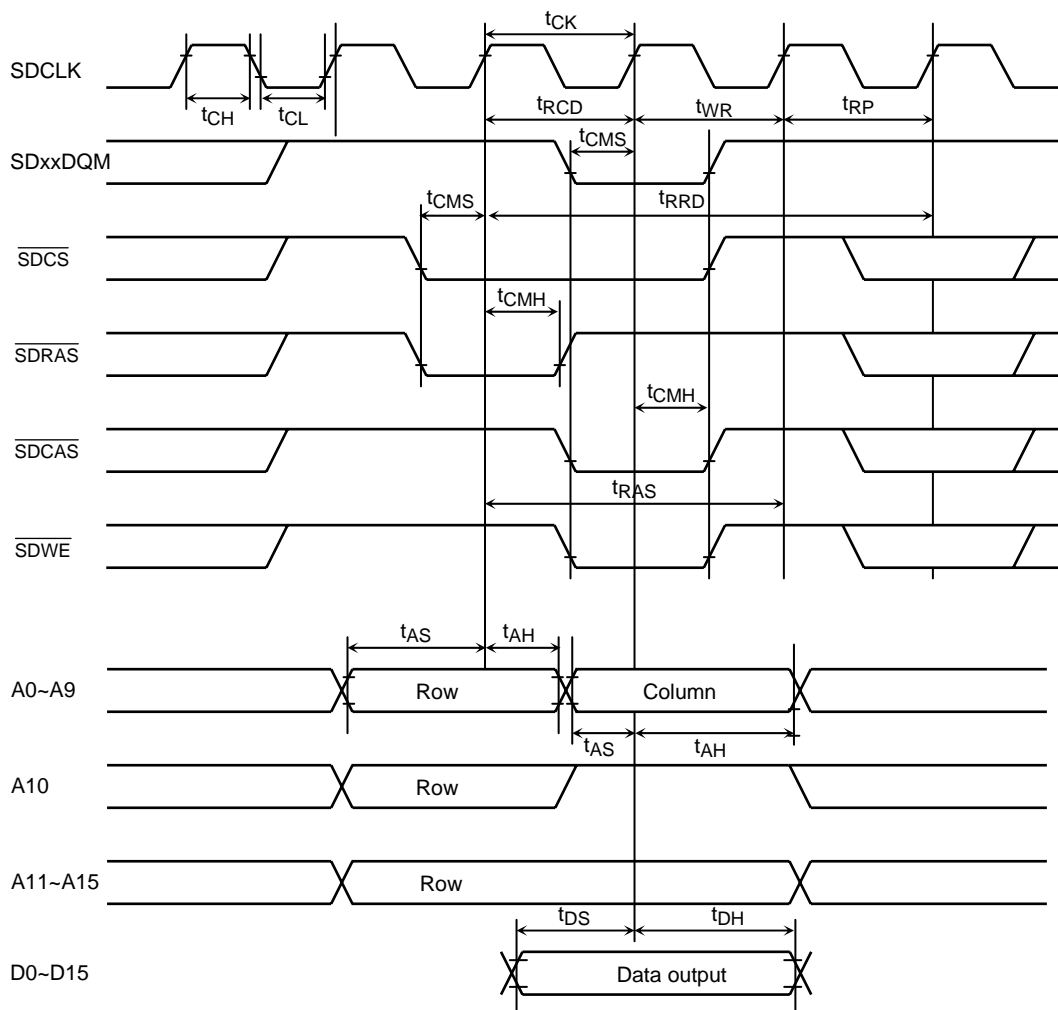 tCK
SDCLK
tCH tCL tRCD tWR tRP
tCMS
SDxxDQM
tCMS tRRD
SDCS
tCMH
SDRAS
tCMH
SDCAS
tRAS
SDWE
tAS tAH
A0~A9 Row Column
tAS tAH
A10 Row
A11~A15 Row
tDS tDH
D0~D15 Data output